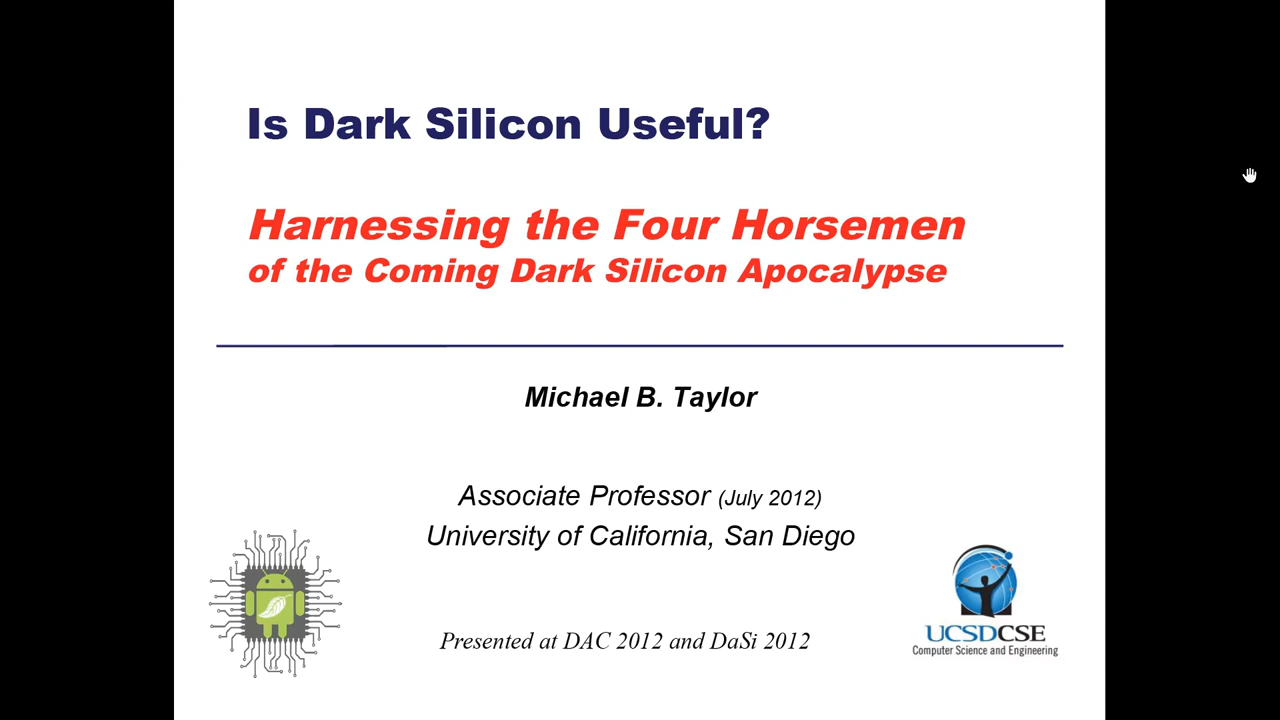 Is Dark Silicon Useful?
Harnessing the Four Horsemen
of the Coming Dark Silicon Apocalypse
Michael B. Taylor
Associate Professor (July 2012)
University of California, San Diego
Presented at DAC 2012 and DaSi 2012
UCSDCSE
Computer Science and Engineering